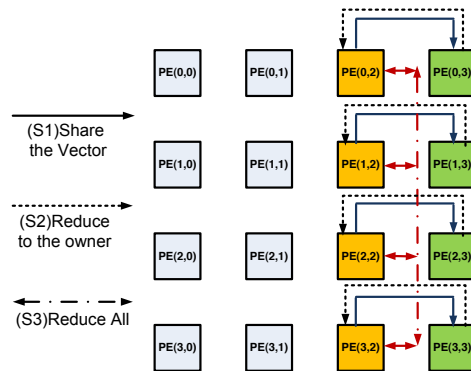 PE(0,0) PE(0,1) PE(0,2) PE(0,3)
(S1)Share
the Vector
PE(1,0) PE(1,1) PE(1,2) PE(1,3)
(S2)Reduce
to the owner
PE(2,0) PE(2,1) PE(2,2) PE(2,3)
(S3)Reduce All
PE(3,0) PE(3,1) PE(3,2) PE(3,3)